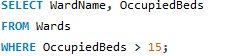 SELECT WardName, OccupiedBeds
FROM Wards
WHERE OccupiedBeds > 15;